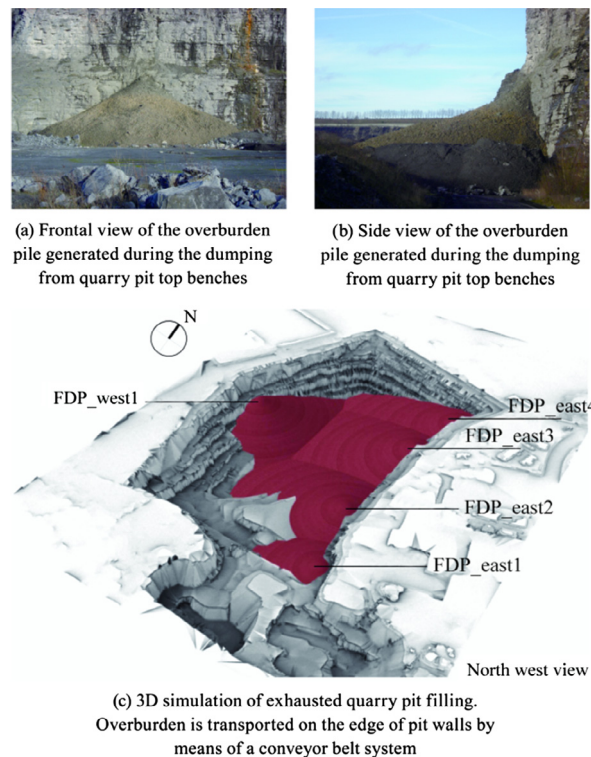 (a) Frontal view of the overburden
pile generated during the dumping
from quarry pit top benches
(b) Side view of the overburden
pile generated during the dumping
from quarry pit top benches
N
FDP_west1
FDP_east4
FDP_east3
FDP_east2
FDP_east1
North west view
(c) 3D simulation of exhausted quarry pit filling.
Overburden is transported on the edge of pit walls by
means of a conveyor belt system